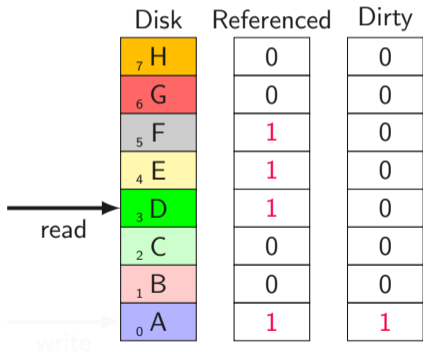 Disk Referenced Dirty
7 H 0 0
6 G 0 0
5 F 1 0
4 E 1 0
3 D 1 0
read
2 C 0 0
1 B 0 0
0 A 1 1
write